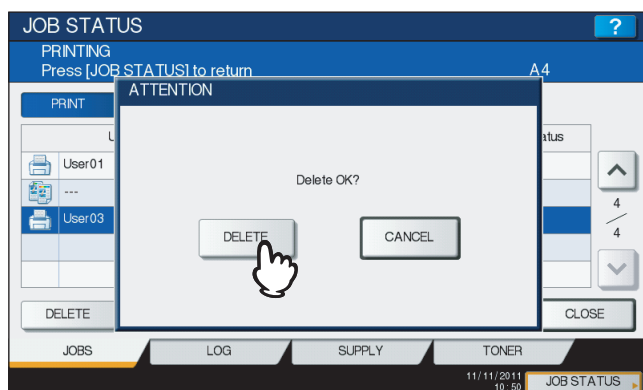 JOB STATUS
?
PRINTING
Press [JOB STATUS] to return A4
ATTENTION
PRINT
atus
User01
---
User03
Delete OK?
DELETE CANCEL
4
4
DELETE CLOSE
JOBS LOG SUPPLY TONER
11/11/2011
10:50
JOB STATUS